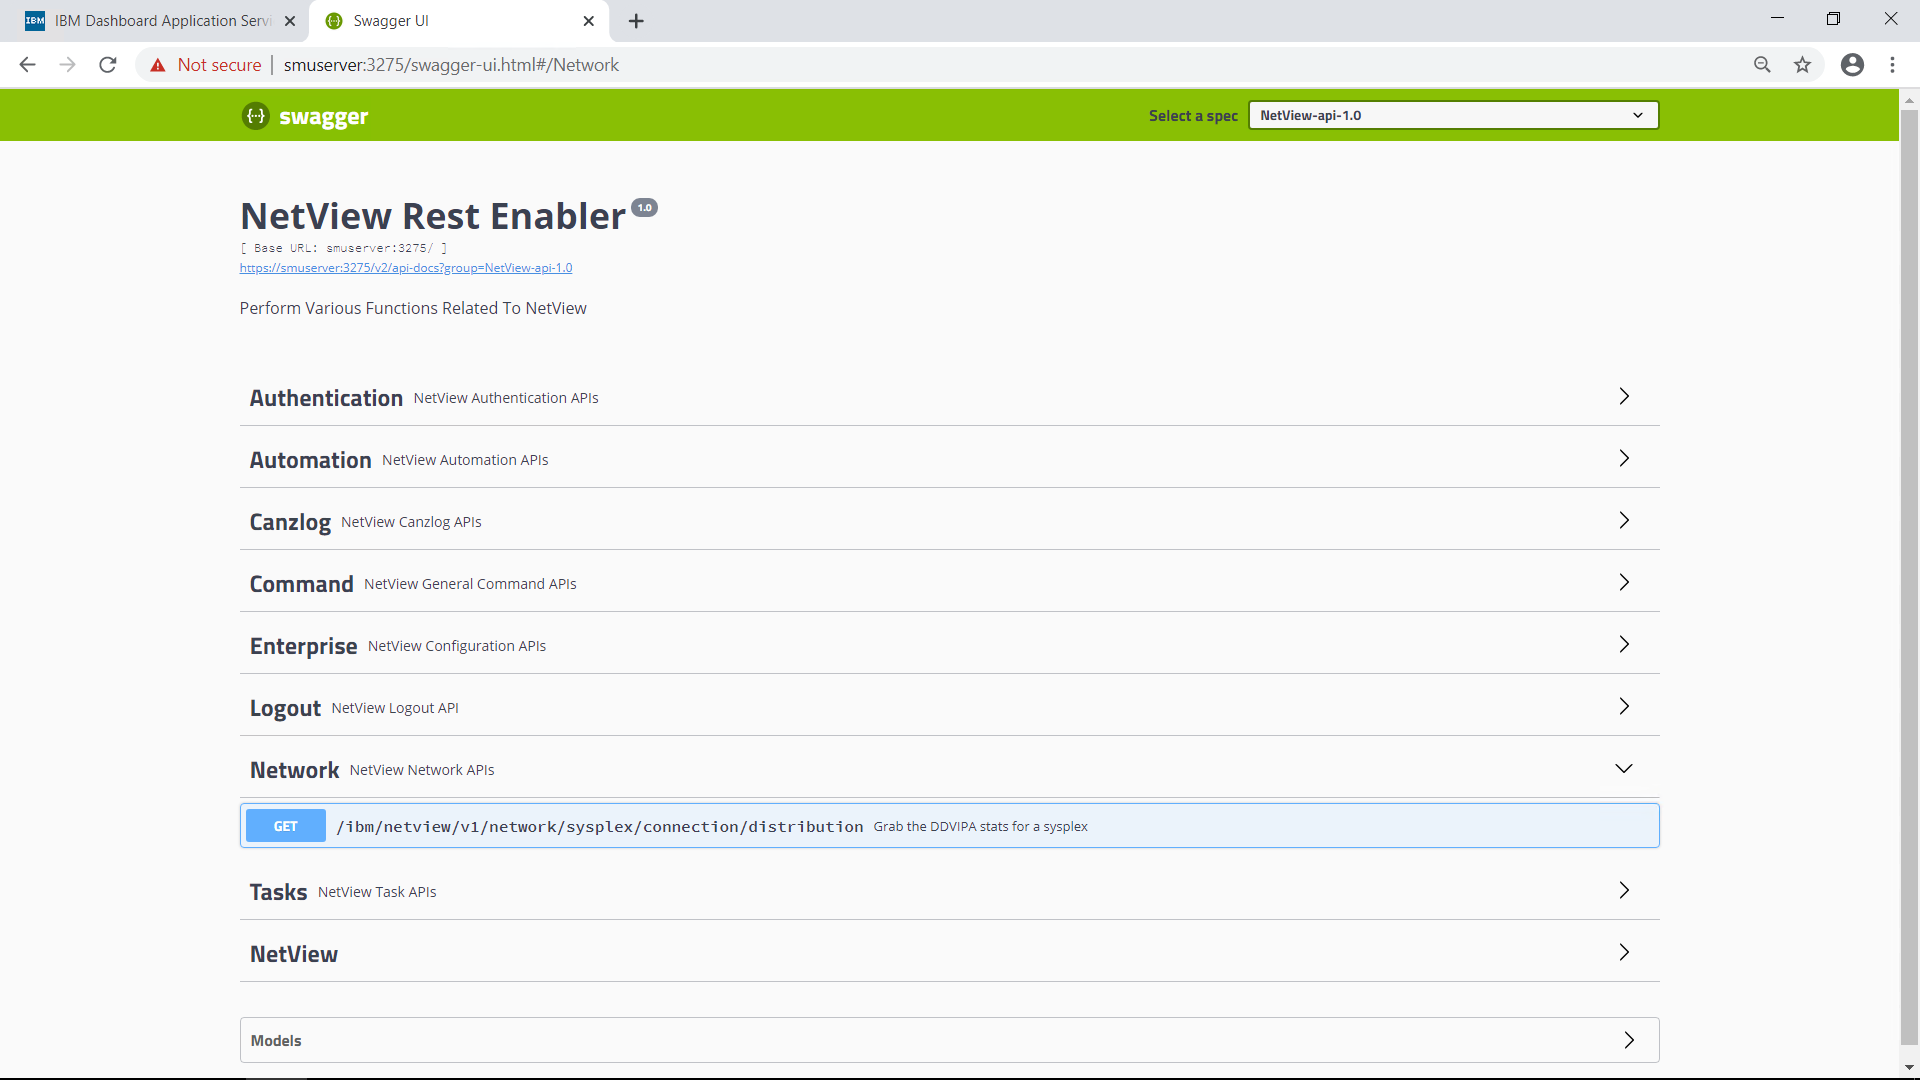 IBM Dashboard Application Servi
Swagger UI
Not secure
smuserver:3275/swagger-ui.html#/Network
{···} swagger
Select a spec
NetView-api-1.0
NetView Rest Enabler 1.0
[ Base URL: smuserver:3275/ ]
https://smuserver:3275/v2/api-docs?group=NetView-api-1.0
Perform Various Functions Related To NetView
Authentication NetView Authentication APIs
Automation NetView Automation APIs
Canzlog NetView Canzlog APIs
Command NetView General Command APIs
Enterprise NetView Configuration APIs
Logout NetView Logout API
Network NetView Network APIs
GET /ibm/netview/v1/network/sysplex/connection/distribution Grab the DDVIPA stats for a sysplex
Tasks NetView Task APIs
NetView
Models